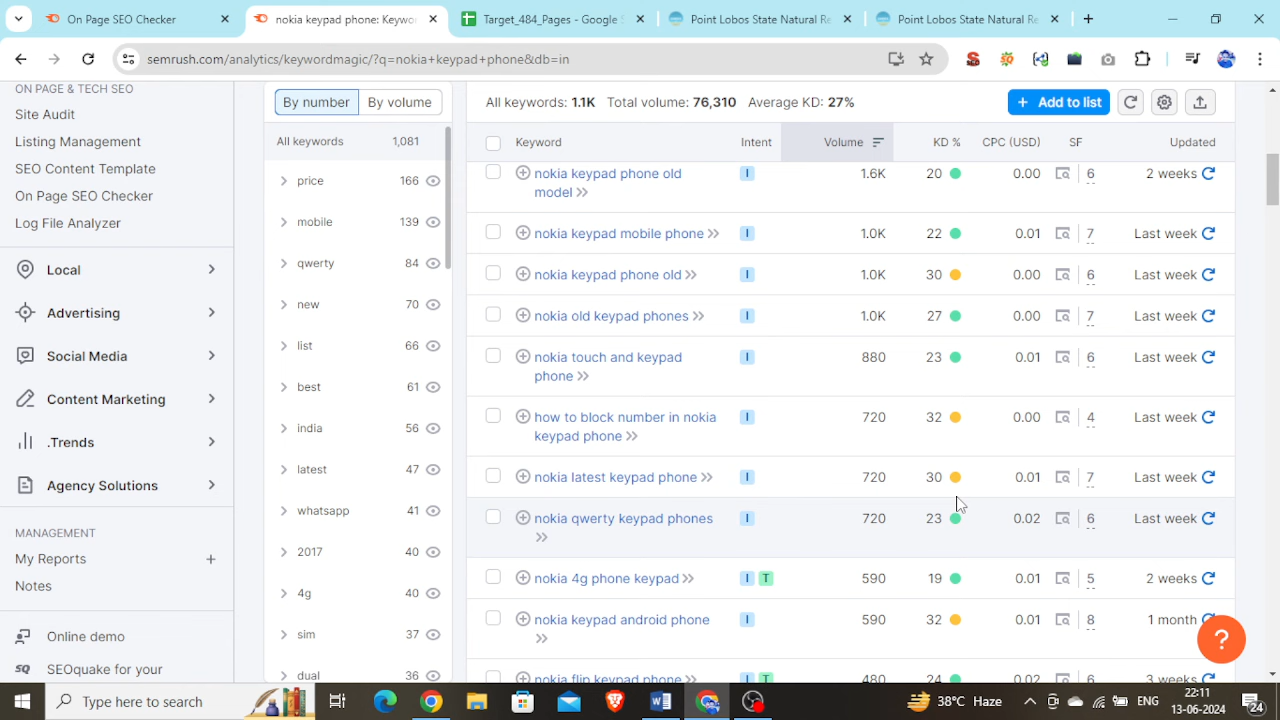 On Page SEO Checker
nokia keypad phone: Keywor
Target_484_Pages - Google S
Point Lobos State Natural Re
Point Lobos State Natural Re
semrush.com/analytics/keywordmagic/?q=nokia+keypad+phone&db=in
ON PAGE & TECH SEO
Site Audit
Listing Management
SEO Content Template
On Page SEO Checker
Log File Analyzer
Local
Advertising
Social Media
Content Marketing
.Trends
Agency Solutions
MANAGEMENT
My Reports +
Notes
Online demo
SEOquake for your
By number By volume
All keywords 1,081
price 166
mobile 139
qwerty 84
new 70
list 66
best 61
india 56
latest 47
whatsapp 41
2017 40
4g 40
sim 37
dual 36
All keywords: 1.1K Total volume: 76,310 Average KD: 27%
+ Add to list
Keyword Intent Volume KD % CPC (USD) SF Updated
nokia keypad phone old I 1.6K 20 0.00 6 2 weeks
model >>
nokia keypad mobile phone >> I 1.0K 22 0.01 7 Last week
nokia keypad phone old >> I 1.0K 30 0.00 6 Last week
nokia old keypad phones >> I 1.0K 27 0.00 7 Last week
nokia touch and keypad I 880 23 0.01 6 Last week
phone >>
how to block number in nokia I 720 32 0.00 4 Last week
keypad phone >>
nokia latest keypad phone >> I 720 30 0.01 7 Last week
nokia qwerty keypad phones I 720 23 0.02 6 Last week
>>
nokia 4g phone keypad >> I T 590 19 0.01 5 2 weeks
nokia keypad android phone I 590 32 0.01 8 1 month
>>
nokia flip keypad phone >> I T 480 24 0.02 6 3 weeks
?
Type here to search
38°C Haze
ENG
22:11
13-06-2024
24